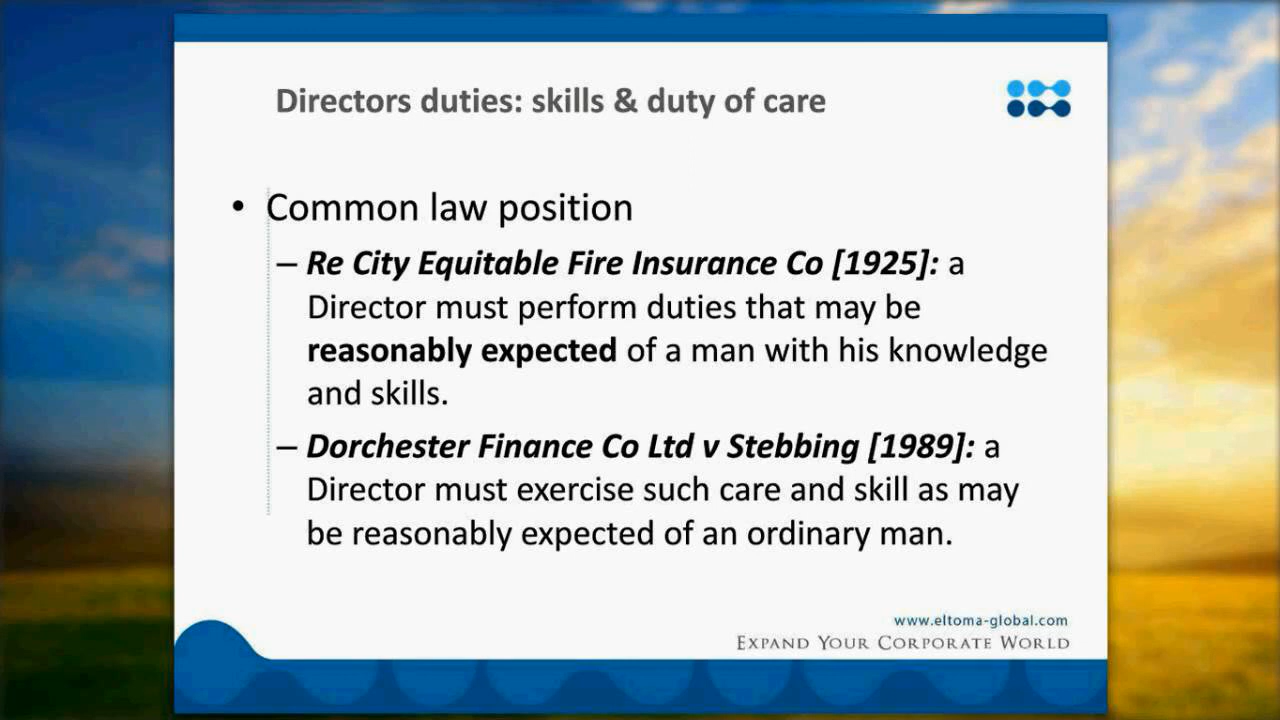 Directors duties: skills & duty of care
• Common law position
– Re City Equitable Fire Insurance Co [1925]: a
Director must perform duties that may be
reasonably expected of a man with his knowledge
and skills.
– Dorchester Finance Co Ltd v Stebbing [1989]: a
Director must exercise such care and skill as may
be reasonably expected of an ordinary man.
www.eltoma-global.com
EXPAND YOUR CORPORATE WORLD